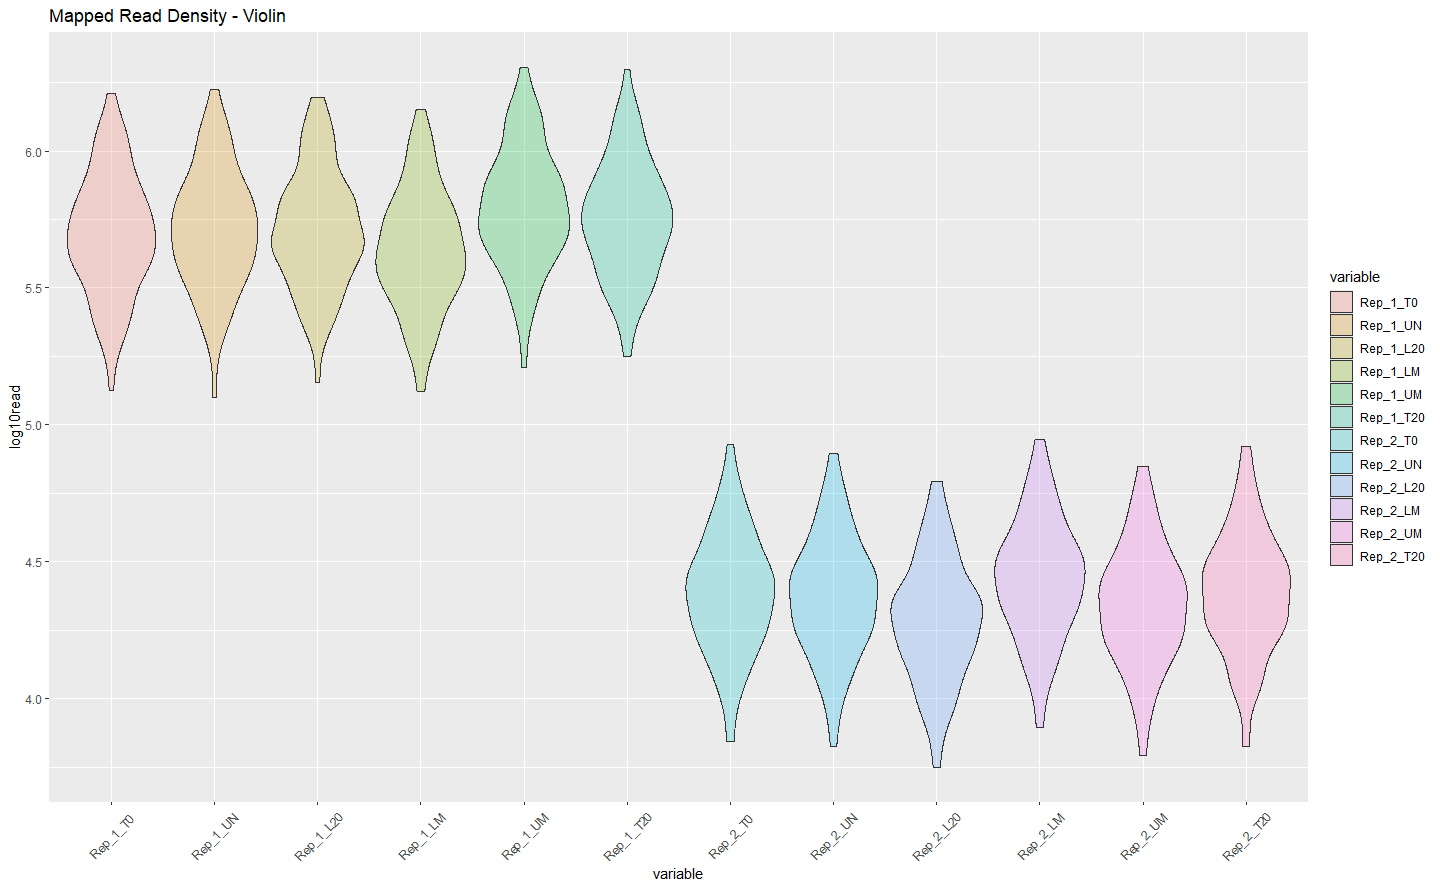 Mapped Read Density - Violin
log10read
6.0
5.5
5.0
4.5
4.0
Rep_1_T0
Rep_1_UN
Rep_1_L20
Rep_1_LM
Rep_1_UM
Rep_1_T20
Rep_2_T0
Rep_2_UN
Rep_2_L20
Rep_2_LM
Rep_2_UM
Rep_2_T20
variable
variable
Rep_1_T0
Rep_1_UN
Rep_1_L20
Rep_1_LM
Rep_1_UM
Rep_1_T20
Rep_2_T0
Rep_2_UN
Rep_2_L20
Rep_2_LM
Rep_2_UM
Rep_2_T20